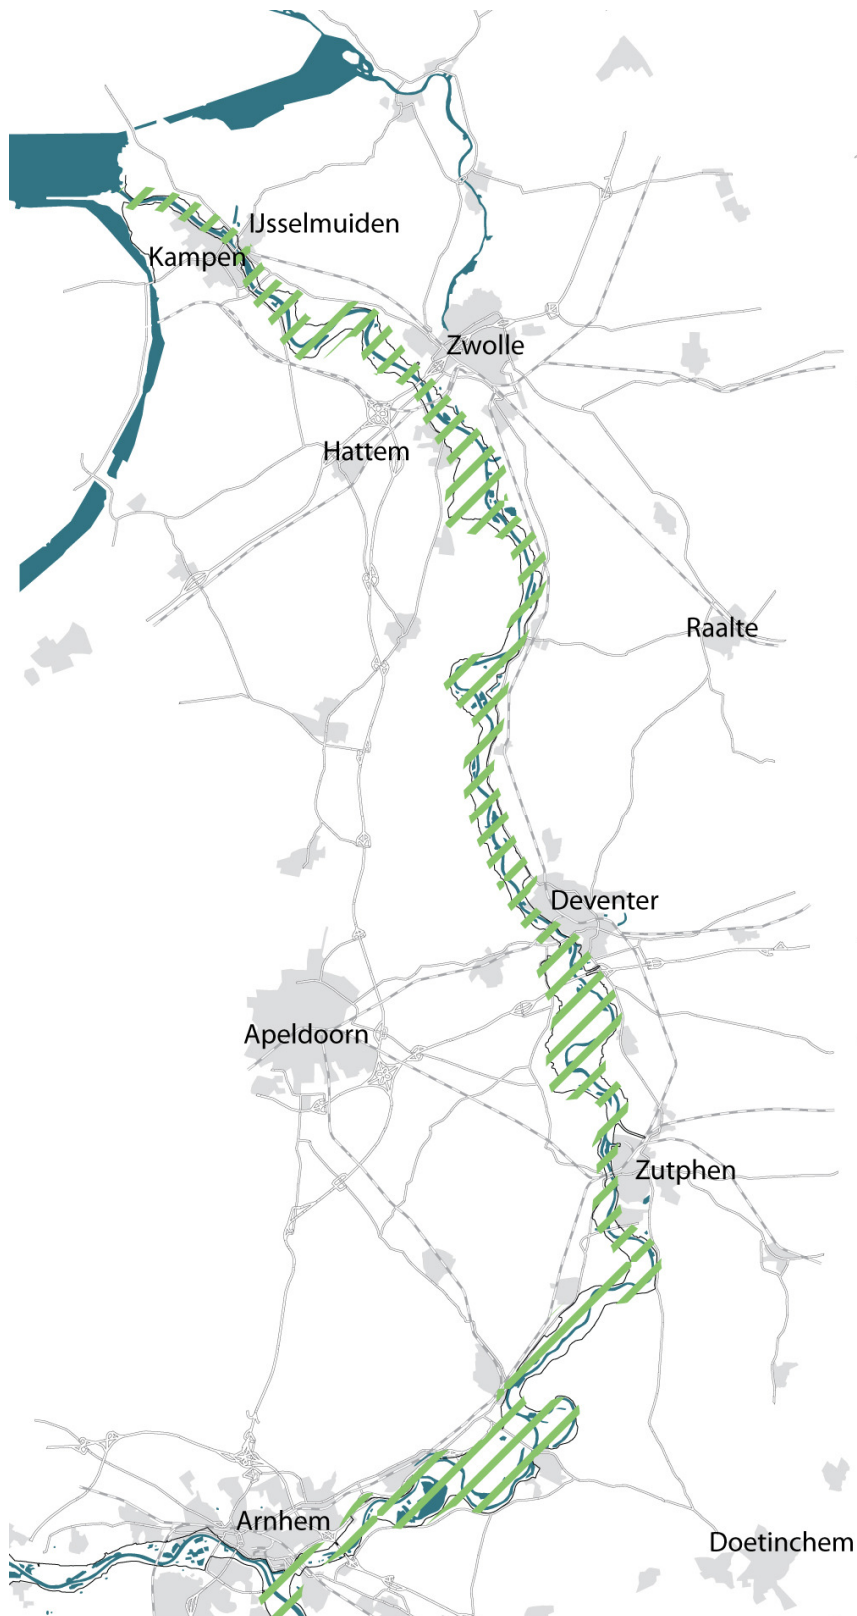 IJsselmuiden
Kampen
Zwolle
Hattem
Raalte
Deventer
Apeldoorn
Zutphen
Arnhem
Doetinchem